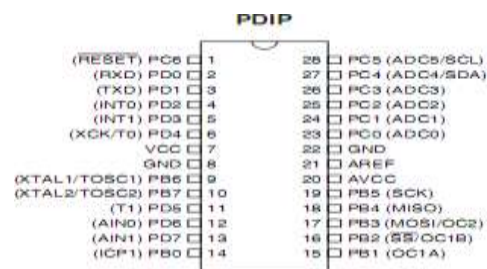 PDIP
(RESET) PC6 1 28 PC5 (ADC5/SCL)
(RXD) PD0 2 27 PC4 (ADC4/SDA)
(TXD) PD1 3 26 PC3 (ADC3)
(INT0) PD2 4 25 PC2 (ADC2)
(INT1) PD3 5 24 PC1 (ADC1)
(XCK/T0) PD4 6 23 PC0 (ADC0)
VCC 7 22 GND
GND 8 21 AREF
(XTAL1/TOSC1) PB6 9 20 AVCC
(XTAL2/TOSC2) PB7 10 19 PB5 (SCK)
(T1) PD5 11 18 PB4 (MISO)
(AIN0) PD6 12 17 PB3 (MOSI/OC2)
(AIN1) PD7 13 16 PB2 (SS/OC1B)
(ICP1) PB0 14 15 PB1 (OC1A)